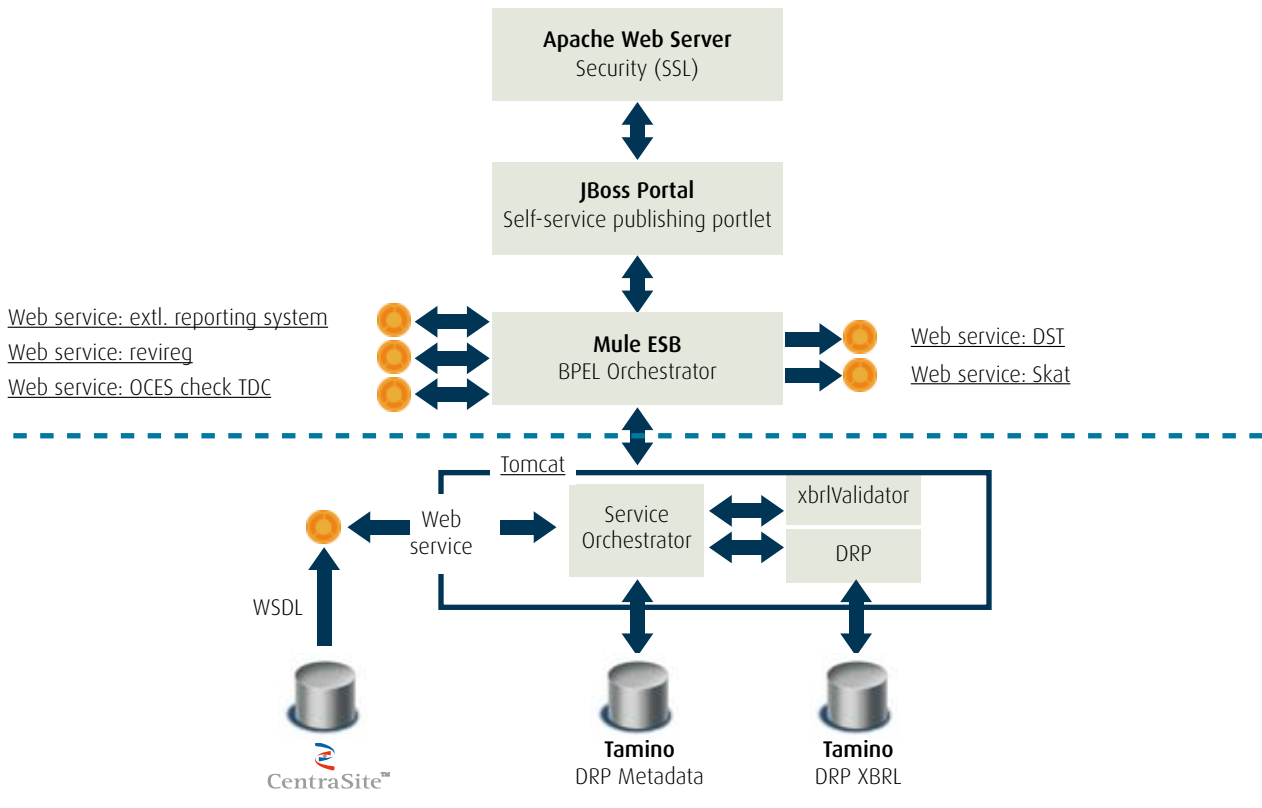 Apache Web Server
Security (SSL)
JBoss Portal
Self-service publishing portlet
Web service: extl. reporting system
Web service: revireg
Web service: OCES check TDC
Mule ESB
BPEL Orchestrator
Web service: DST
Web service: Skat
Tomcat
Web
service
Service
Orchestrator
xbrlValidator
DRP
WSDL
CentraSite™
Tamino
DRP Metadata
Tamino
DRP XBRL